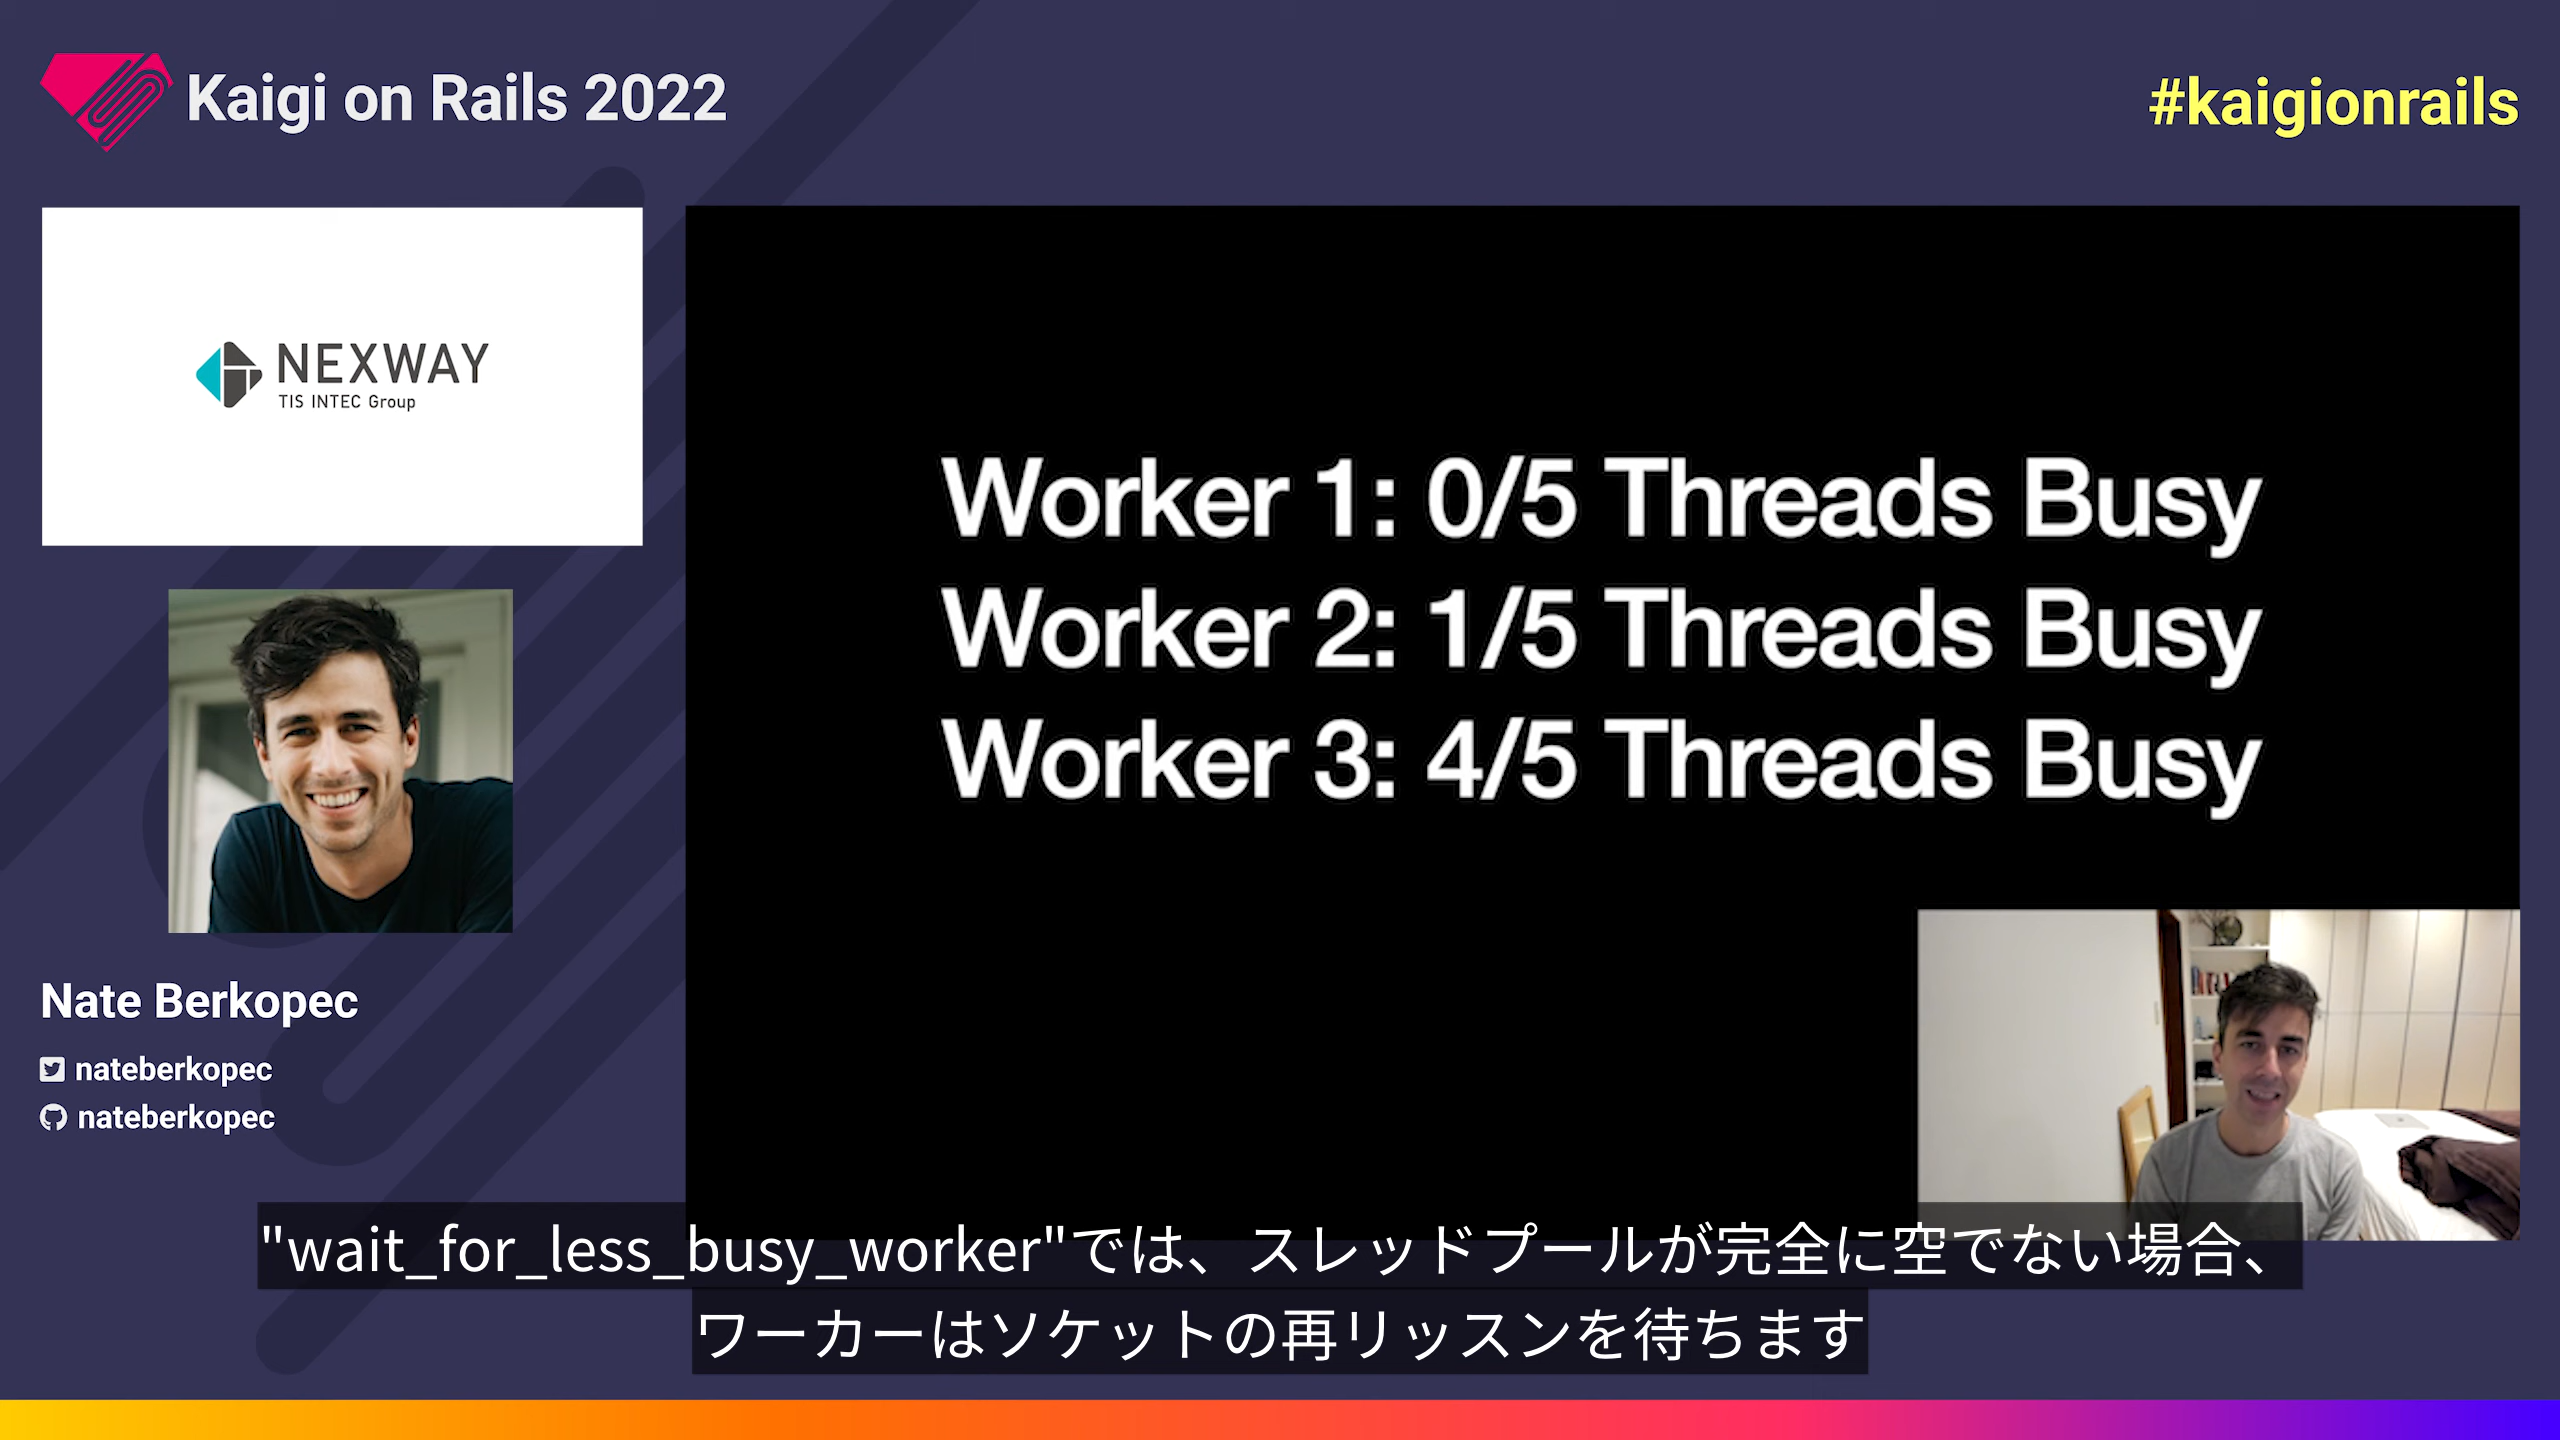 Kaigi on Rails 2022
#kaigionrails
NEXWAY
TIS INTEC Group
Worker 1: 0/5 Threads Busy
Worker 2: 1/5 Threads Busy
Worker 3: 4/5 Threads Busy
Nate Berkopec
nateberkopec
nateberkopec
"wait_for_less_busy_worker"では、スレッドプールが完全に空でない場合、
ワーカーはソケットの再リッスンを待ちます